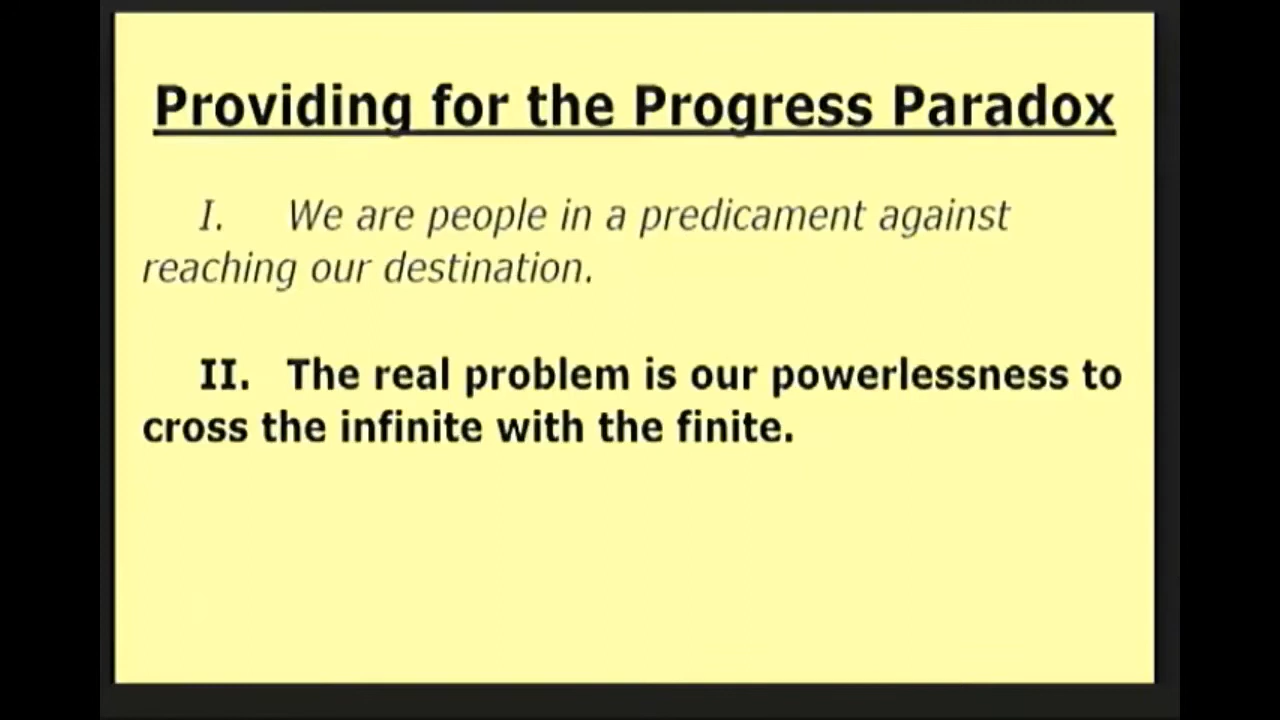 Providing for the Progress Paradox
I. We are people in a predicament against
reaching our destination.
II. The real problem is our powerlessness to
cross the infinite with the finite.